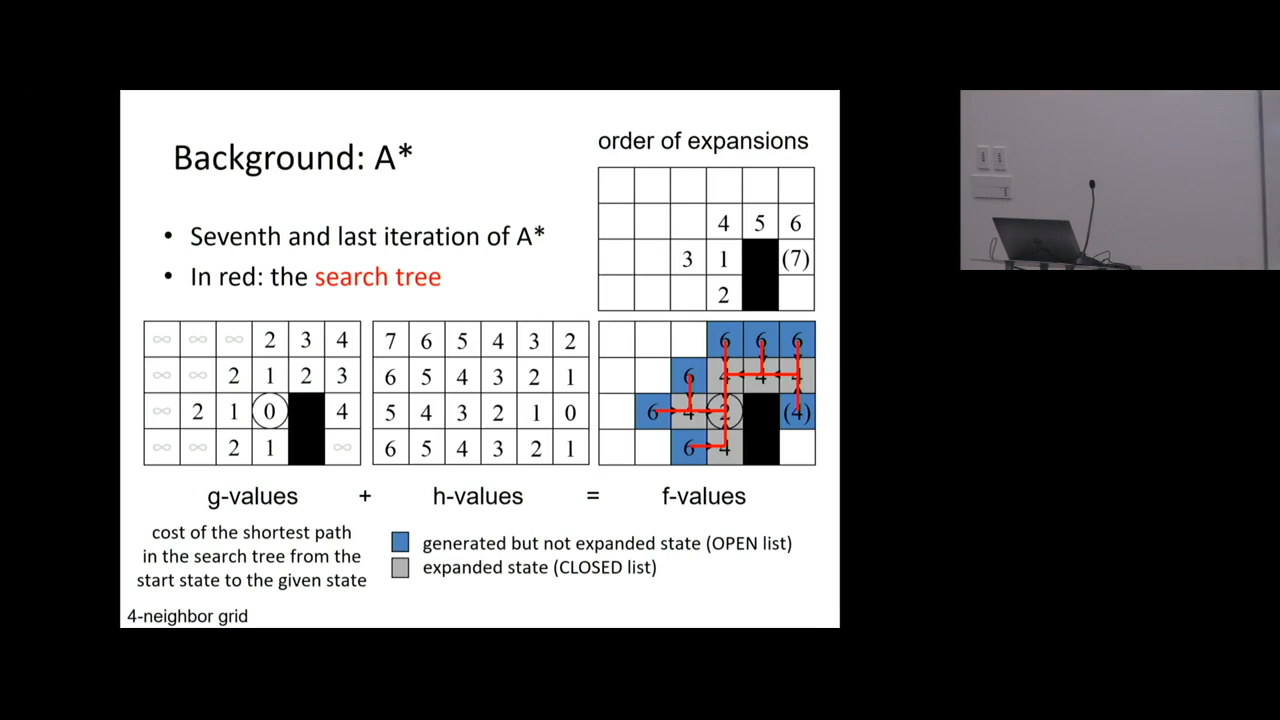 Background: A*
• Seventh and last iteration of A*
• In red: the search tree
order of expansions
4 5 6
3 1 (7)
2
∞ ∞ ∞ 2 3 4
∞ ∞ 2 1 2 3
∞ 2 1 0 4
∞ ∞ 2 1 ∞
7 6 5 4 3 2
6 5 4 3 2 1
5 4 3 2 1 0
6 5 4 3 2 1
6 6 6
6 4 4 4
6 4 2 (4)
6 4
g-values + h-values = f-values
cost of the shortest path
in the search tree from the
start state to the given state
generated but not expanded state (OPEN list)
expanded state (CLOSED list)
4-neighbor grid